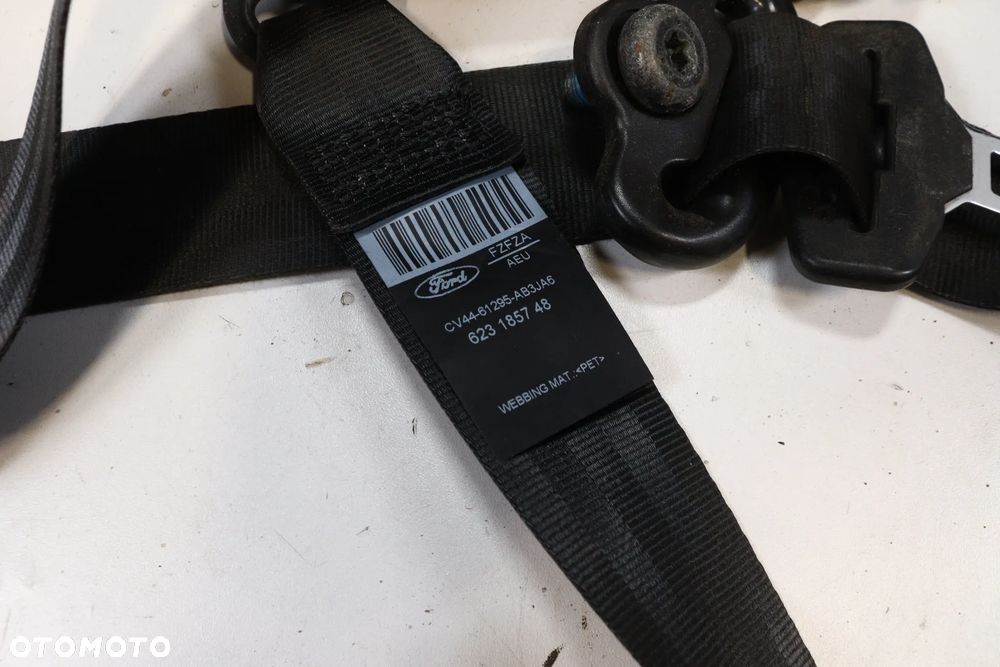 Ford
FZFZA
AEU
CV44-61295-AB3JA6
623 1857 48
WEBBING MAT.:<PET>
OTOMOTO